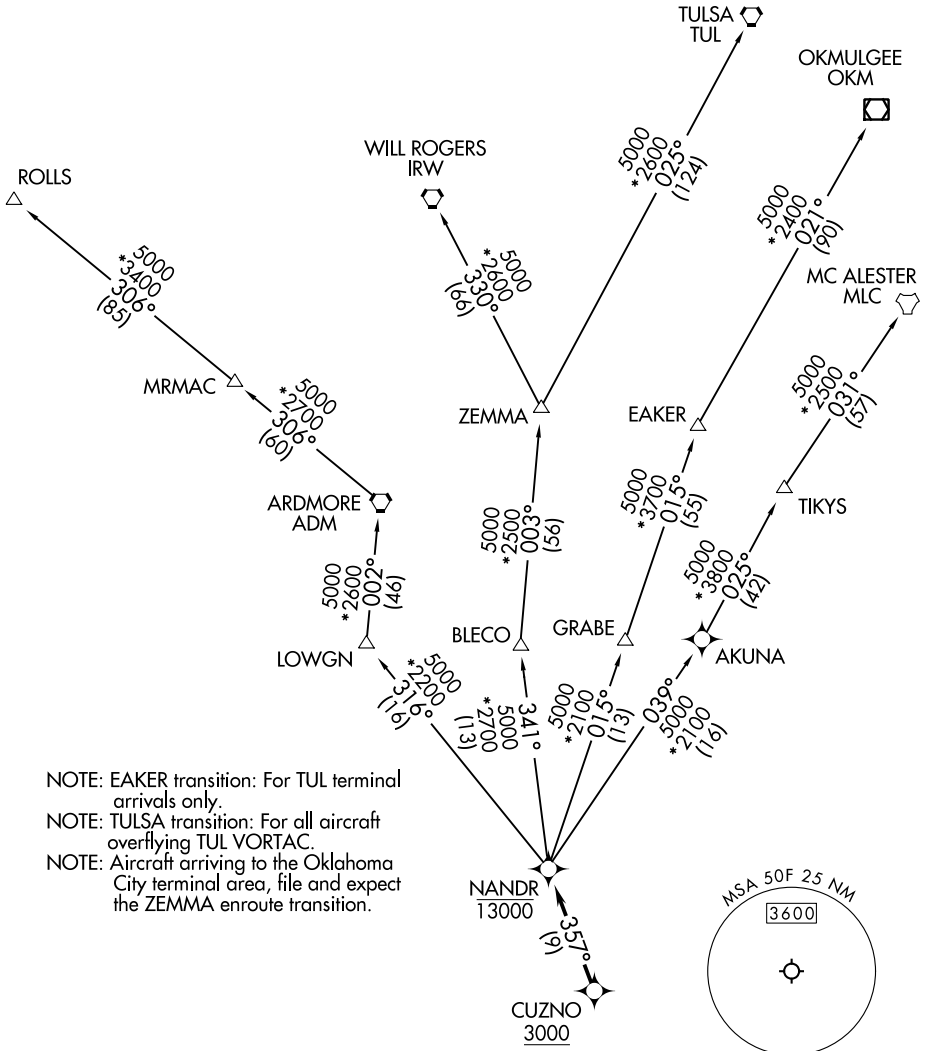 TULSA
TUL
OKMULGEE
OKM
WILL ROGERS
IRW
5000
*2600
025°
(124)
ROLLS
5000
*2400
021°
(90)
5000
*2600
330°
(66)
5000
*3400
306°
(85)
MC ALESTER
MLC
MRMAC
5000
*2700
306°
(60)
ZEMMA
EAKER
5000
*2500
031°
(57)
ARDMORE
ADM
5000
*2500
003°
(56)
5000
*3700
015°
(55)
TIKYS
5000
*2600
002°
(46)
5000
*3800
025°
(42)
LOWGN
BLECO
GRABE
AKUNA
5000
*2200
316°
(16)
341°
5000
*2700
(13)
5000
*2100
015°
(13)
039°
5000
*2100
(16)
NOTE: EAKER transition: For TUL terminal
arrivals only.
NOTE: TULSA transition: For all aircraft
overflying TUL VORTAC.
NOTE: Aircraft arriving to the Oklahoma
City terminal area, file and expect
the ZEMMA enroute transition.
NANDR
13000
357°
(9)
CUZNO
3000
MSA 50F 25 NM
3600